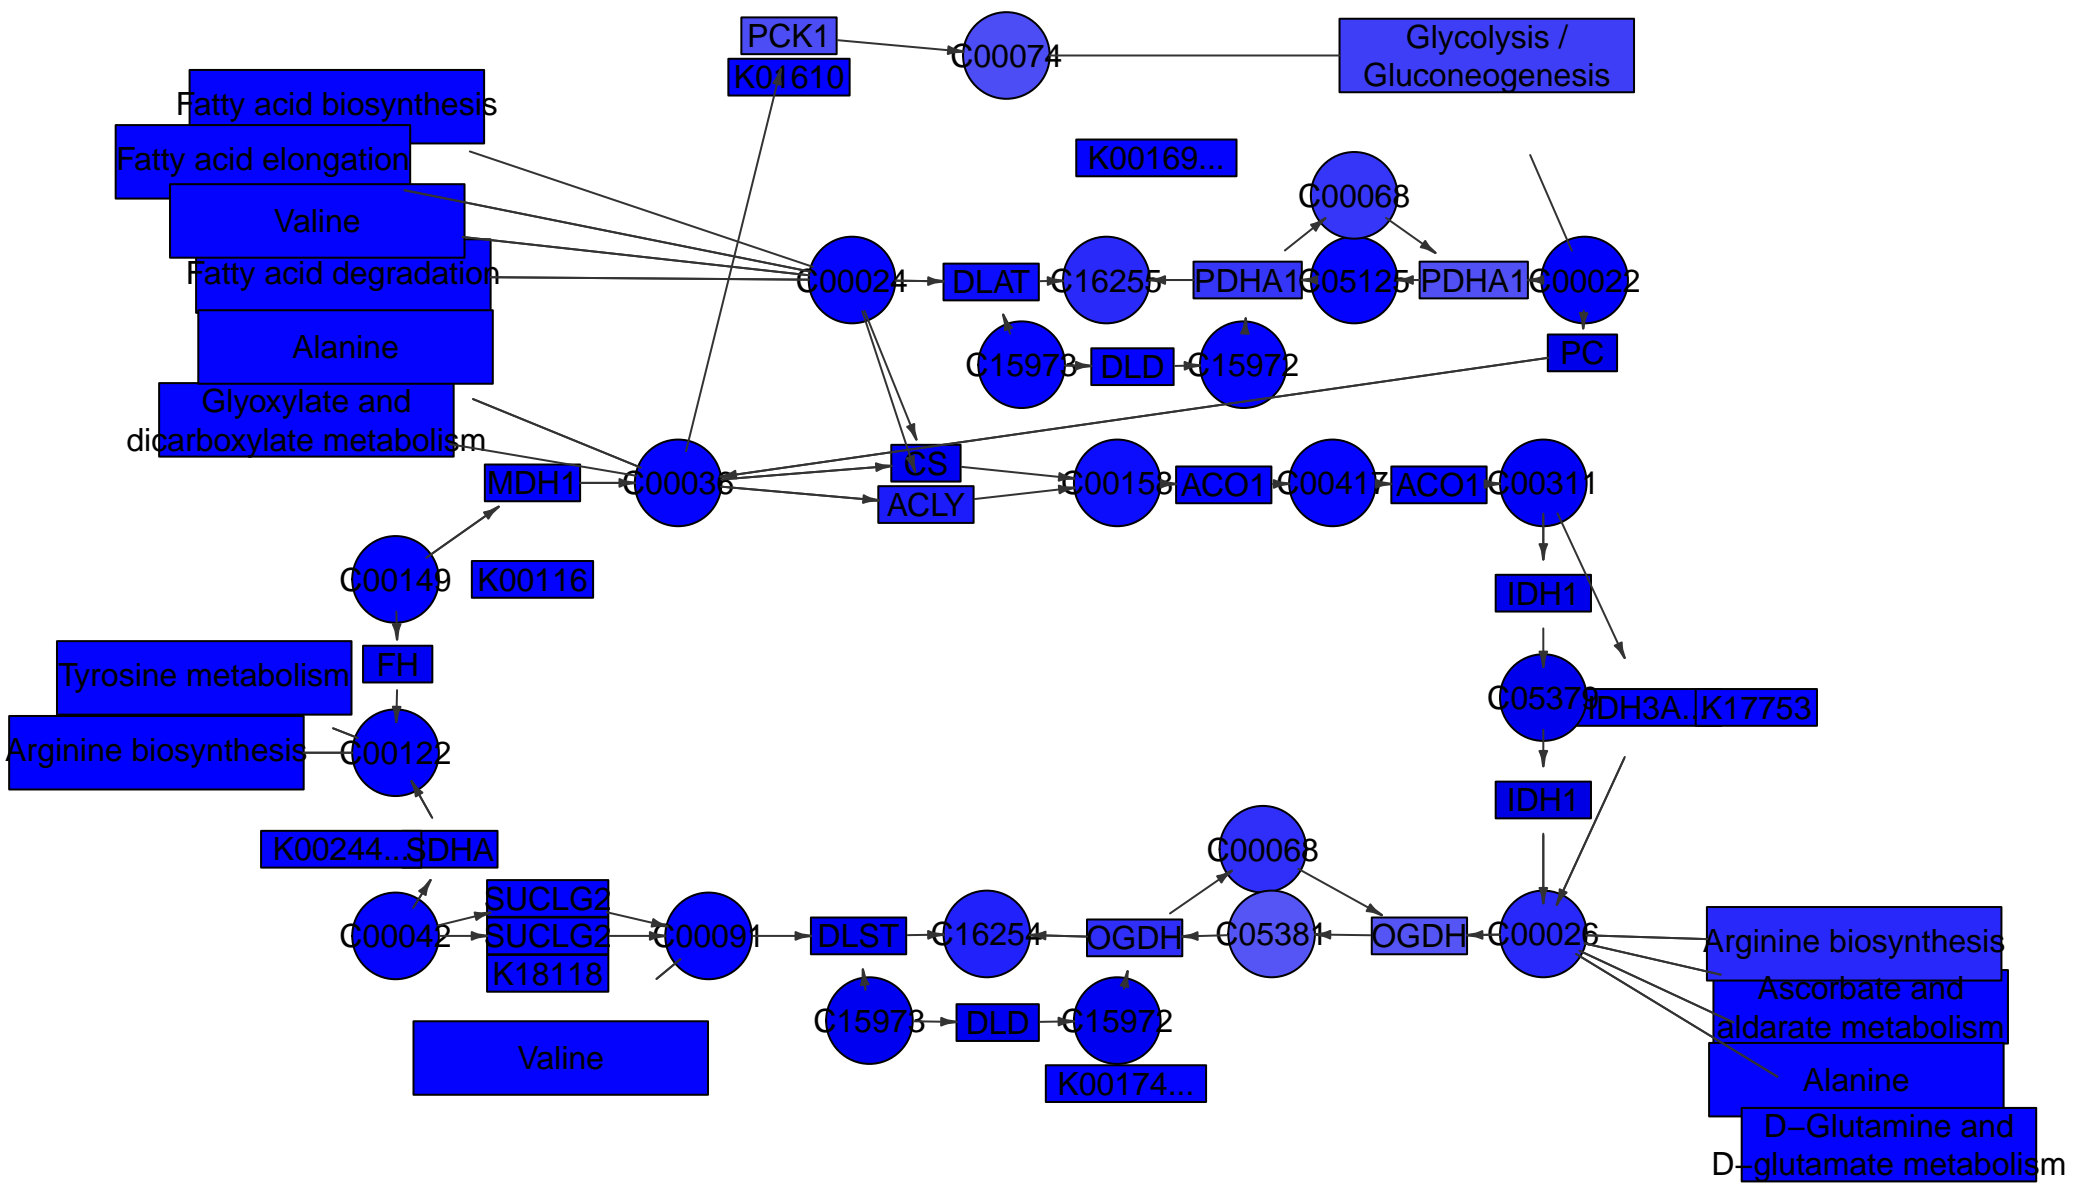 PCK1
C00074
Glycolysis /
Gluconeogenesis
K01610
Fatty acid biosynthesis
Fatty acid elongation
K00169...
C00068
Valine
Fatty acid degradation
C00024
DLAT
C16255
PDHA1
C05125
PDHA1
C00022
Alanine
C15973
DLD
C15972
PC
Glyoxylate and
dicarboxylate metabolism
MDH1
C00036
CS
ACLY
C00158
ACO1
C00417
ACO1
C00311
C00149
K00116
IDH1
Tyrosine metabolism
FH
C05379
IDH3A...
K17753
Arginine biosynthesis
C00122
IDH1
K00244...
SDHA
C00068
SUCLG2
C00042
SUCLG2
C00091
DLST
C16254
OGDH
C05381
OGDH
C00026
Arginine biosynthesis
K18118
Ascorbate and
aldarate metabolism
C15973
DLD
C15972
Valine
K00174...
Alanine
D−Glutamine and
D−glutamate metabolism